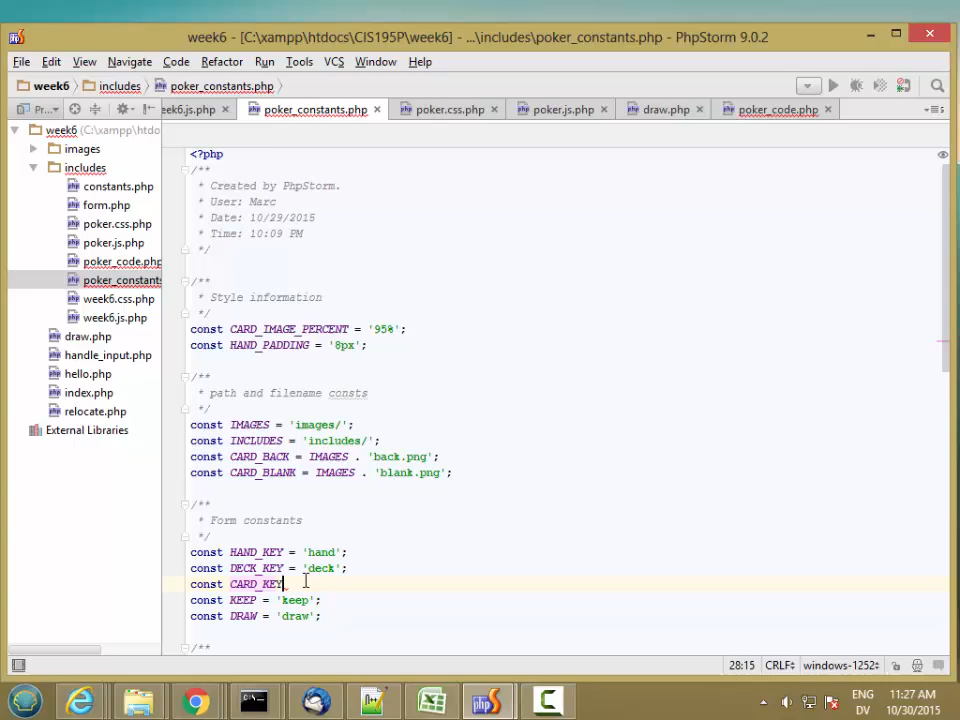 week6 - [C:\xampp\htdocs\CIS195P\week6] - ...\includes\poker_constants.php - PhpStorm 9.0.2
File Edit View Navigate Code Refactor Run Tools VCS Window Help
week6 includes poker_constants.php
Pr... eek6.js.php poker_constants.php poker.css.php poker.js.php draw.php poker_code.php
week6 (C:\xampp\htdo
images
includes
constants.php
form.php
poker.css.php
poker.js.php
poker_code.php
poker_constants
week6.css.php
week6.js.php
draw.php
handle_input.php
hello.php
index.php
relocate.php
External Libraries
<?php
/**
* Created by PhpStorm.
* User: Marc
* Date: 10/29/2015
* Time: 10:09 PM
*/
/**
* Style information
*/
const CARD_IMAGE_PERCENT = '95%';
const HAND_PADDING = '8px';
/**
* path and filename consts
*/
const IMAGES = 'images/';
const INCLUDES = 'includes/';
const CARD_BACK = IMAGES . 'back.png';
const CARD_BLANK = IMAGES . 'blank.png';
/**
* Form constants
*/
const HAND_KEY = 'hand';
const DECK_KEY = 'deck';
const CARD_KEY
const KEEP = 'keep';
const DRAW = 'draw';
/**
28:15 CRLF windows-1252
ENG 11:27 AM
DV 10/30/2015